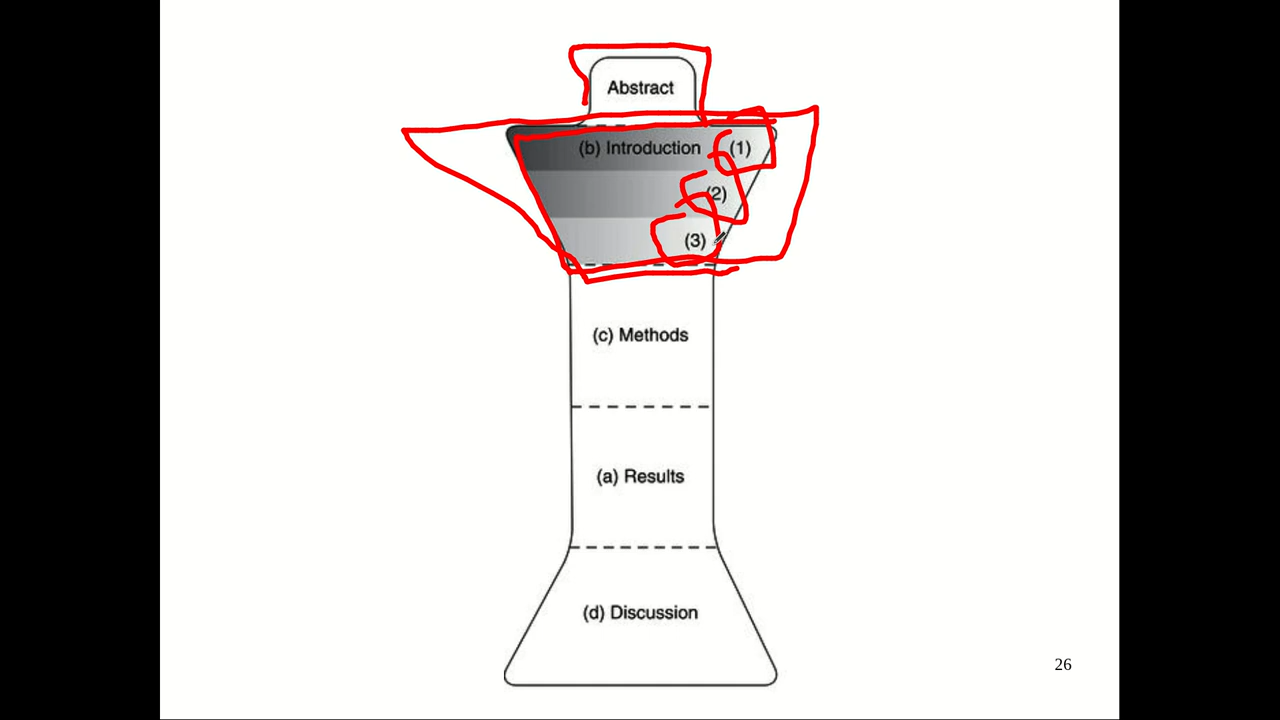 Abstract
(b) Introduction (1)
(2)
(3)
(c) Methods
(a) Results
(d) Discussion
26